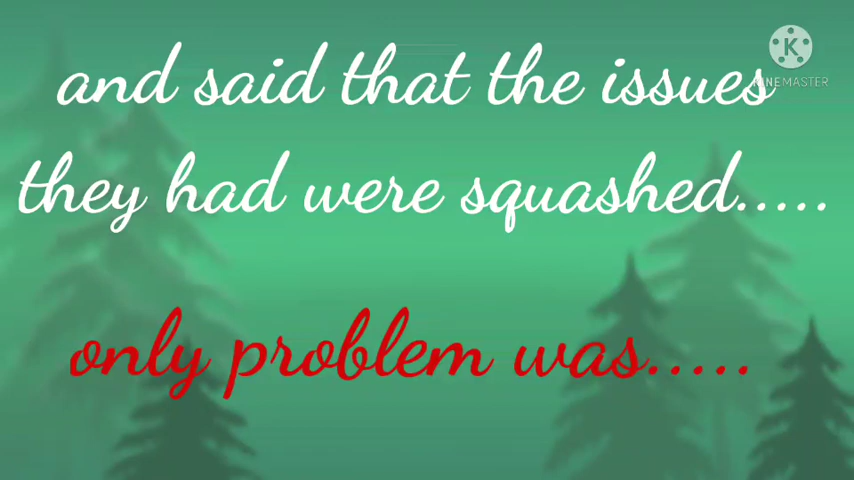 and said that the issues
they had were squashed.....
only problem was.....
K
KINEMASTER